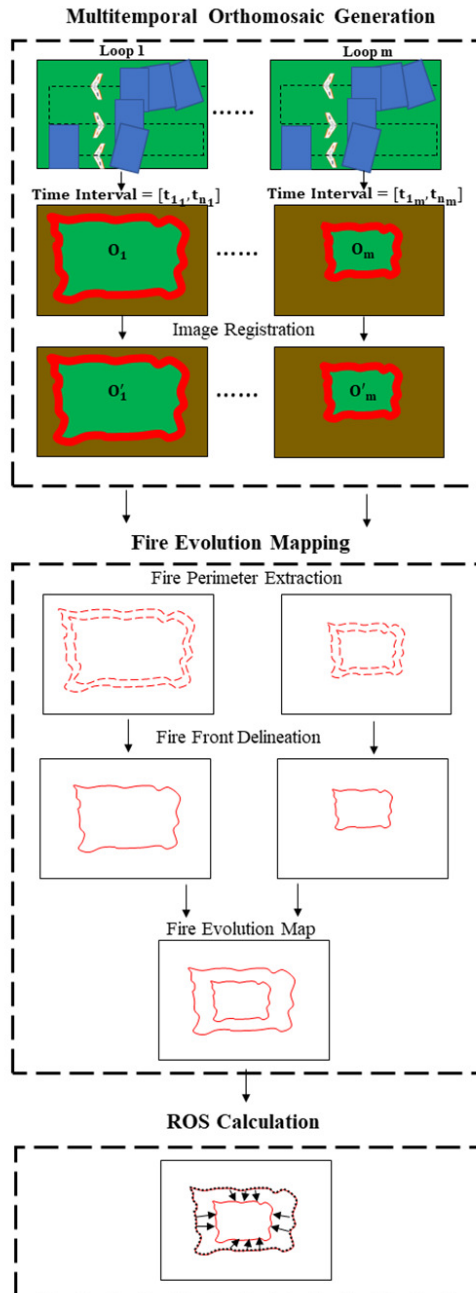 Multitemporal Orthomosaic Generation
Loop 1
Loop m
......
Time Interval = [t₁₁,tₙ₁]
Time Interval = [t₁ₘ,tₙₘ]
O₁
......
Oₘ
Image Registration
O′₁
......
O′ₘ
Fire Evolution Mapping
Fire Perimeter Extraction
Fire Front Delineation
Fire Evolution Map
ROS Calculation